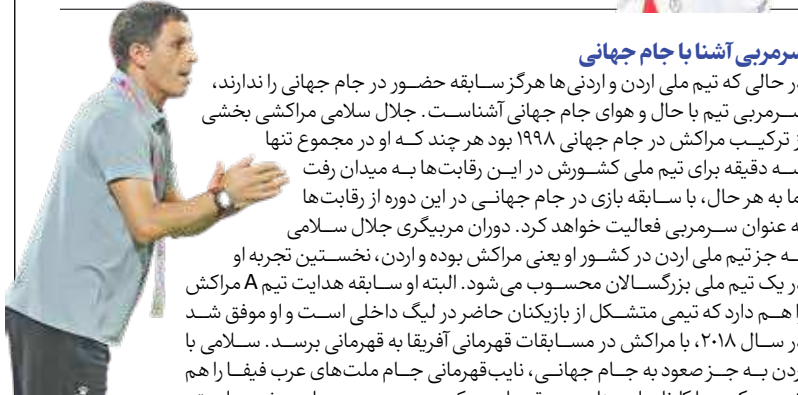 سرمربی آشنا با جام جهانی
در حالی که تیم ملی اردن و اردنی‌ها هرگز سابقه حضور در جام جهانی را ندارند،
سرمربی تیم با حال و هوای جام جهانی آشناست. جلال سلامی مراکشی بخشی
از ترکیب مراکش در جام جهانی ۱۹۹۸ بود هر چند که او در مجموع تنها
سه دقیقه برای تیم ملی کشورش در این رقابت‌ها به میدان رفت
اما به هر حال، با سابقه بازی در جام جهانی در این دوره از رقابت‌ها
به عنوان سرمربی فعالیت خواهد کرد. دوران مربیگری جلال سلامی
به جز تیم ملی اردن در کشور او یعنی مراکش بوده و اردن، نخستین تجربه او
در یک تیم ملی بزرگسالان محسوب می‌شود. البته او سابقه هدایت تیم A مراکش
را هم دارد که تیمی متشکل از بازیکنان حاضر در لیگ داخلی است و او موفق شد
در سال ۲۰۱۸، با مراکش در مسابقات قهرمانی آفریقا به قهرمانی برسد. سلامی با
اردن به جز صعود به جام جهانی، نایب‌قهرمانی جام ملت‌های عرب فیفا را هم